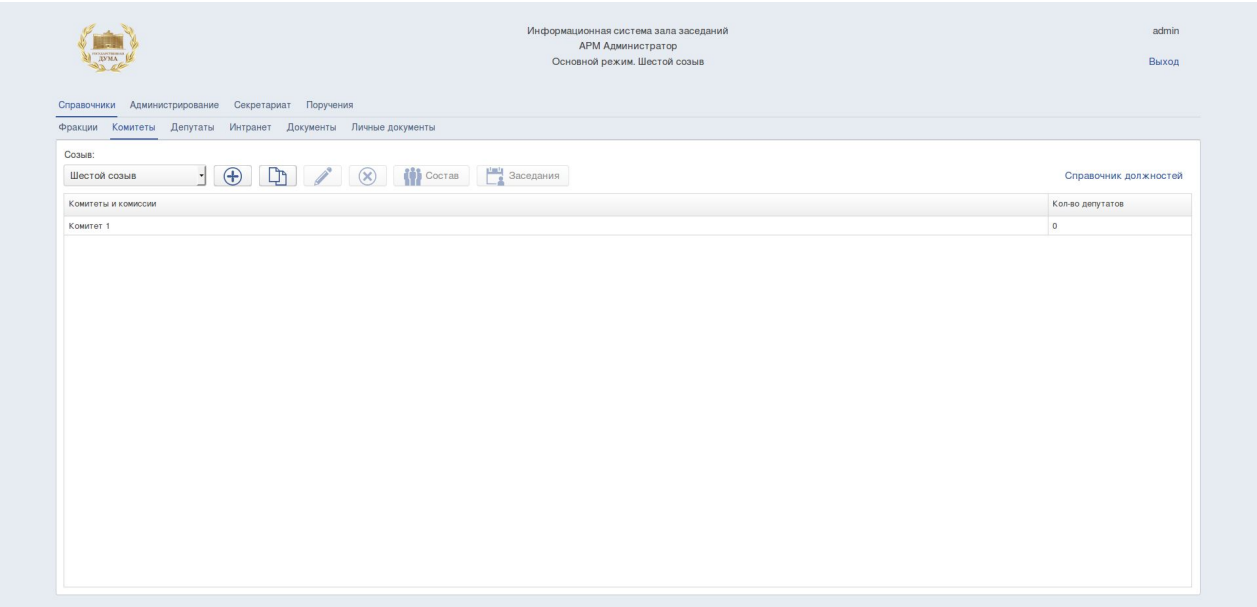 Информационная система зала заседаний
АРМ Администратор
Основной режим. Шестой созыв
admin
Выход
ГОСУДАРСТВЕННАЯ
ДУМА
Справочники Администрирование Секретариат Поручения
Фракции Комитеты Депутаты Интранет Документы Личные документы
Созыв:
Шестой созыв Состав Заседания Справочник должностей
Комитеты и комиссии Кол-во депутатов
Комитет 1 0